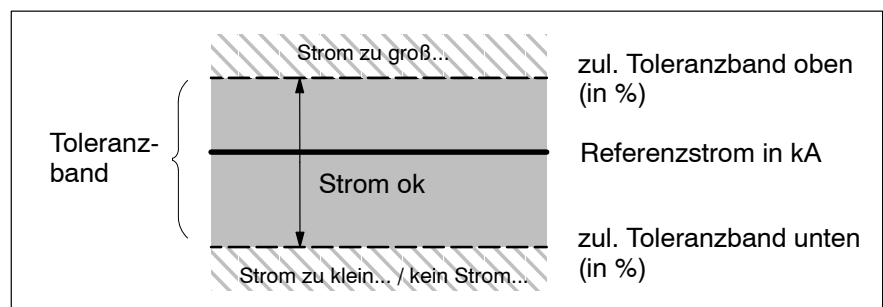 Strom zu groß...
zul. Toleranzband oben
(in %)
Toleranz-
band
Referenzstrom in kA
Strom ok
zul. Toleranzband unten
(in %)
Strom zu klein... / kein Strom...